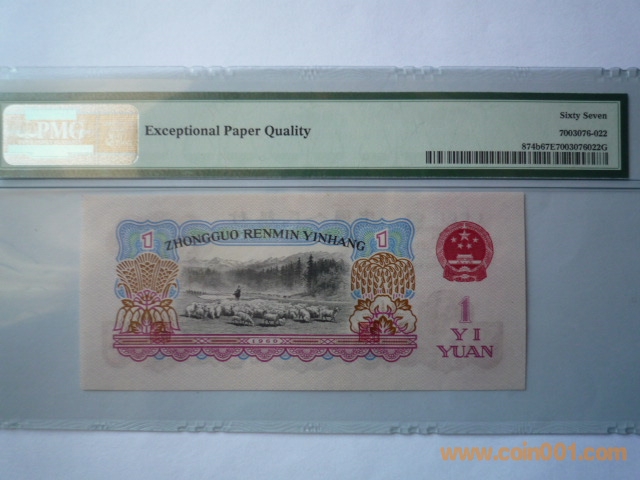 PMG
Exceptional Paper Quality
Sixty Seven
7003076-022
874b67E7003076022G
ZHONGGUO RENMIN YINHANG
1
1
1
YI
YUAN
1960
www.coin001.com